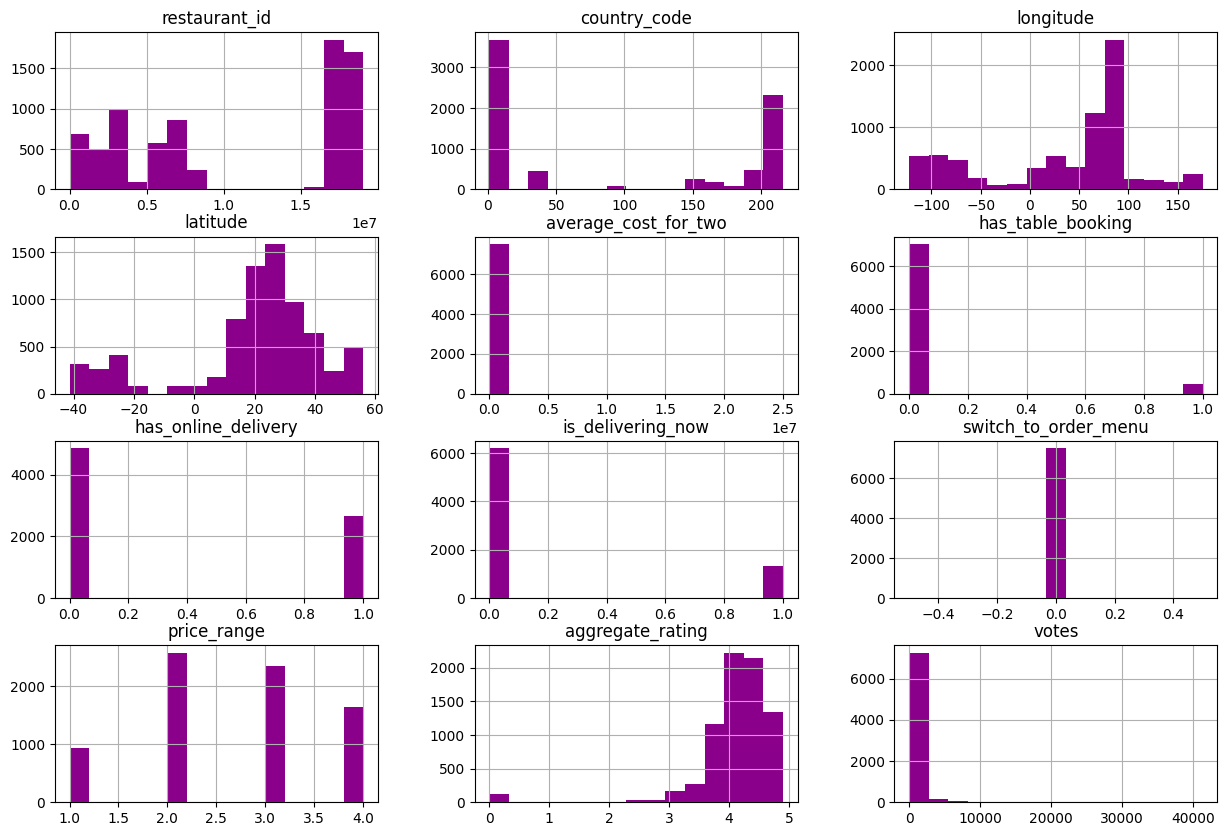 restaurant_id
1500
1000
500
0
0.0 0.5 1.0 1.5
1e7
country_code
3000
2000
1000
0
0 50 100 150 200
longitude
2000
1000
0
−100 −50 0 50 100 150
latitude
1500
1000
500
0
−40 −20 0 20 40 60
average_cost_for_two
6000
4000
2000
0
0.0 0.5 1.0 1.5 2.0 2.5
1e7
has_table_booking
6000
4000
2000
0
0.0 0.2 0.4 0.6 0.8 1.0
has_online_delivery
4000
2000
0
0.0 0.2 0.4 0.6 0.8 1.0
is_delivering_now
6000
4000
2000
0
0.0 0.2 0.4 0.6 0.8 1.0
switch_to_order_menu
6000
4000
2000
0
−0.4 −0.2 0.0 0.2 0.4
price_range
2000
1000
0
1.0 1.5 2.0 2.5 3.0 3.5 4.0
aggregate_rating
2000
1500
1000
500
0
0 1 2 3 4 5
votes
6000
4000
2000
0
0 10000 20000 30000 40000